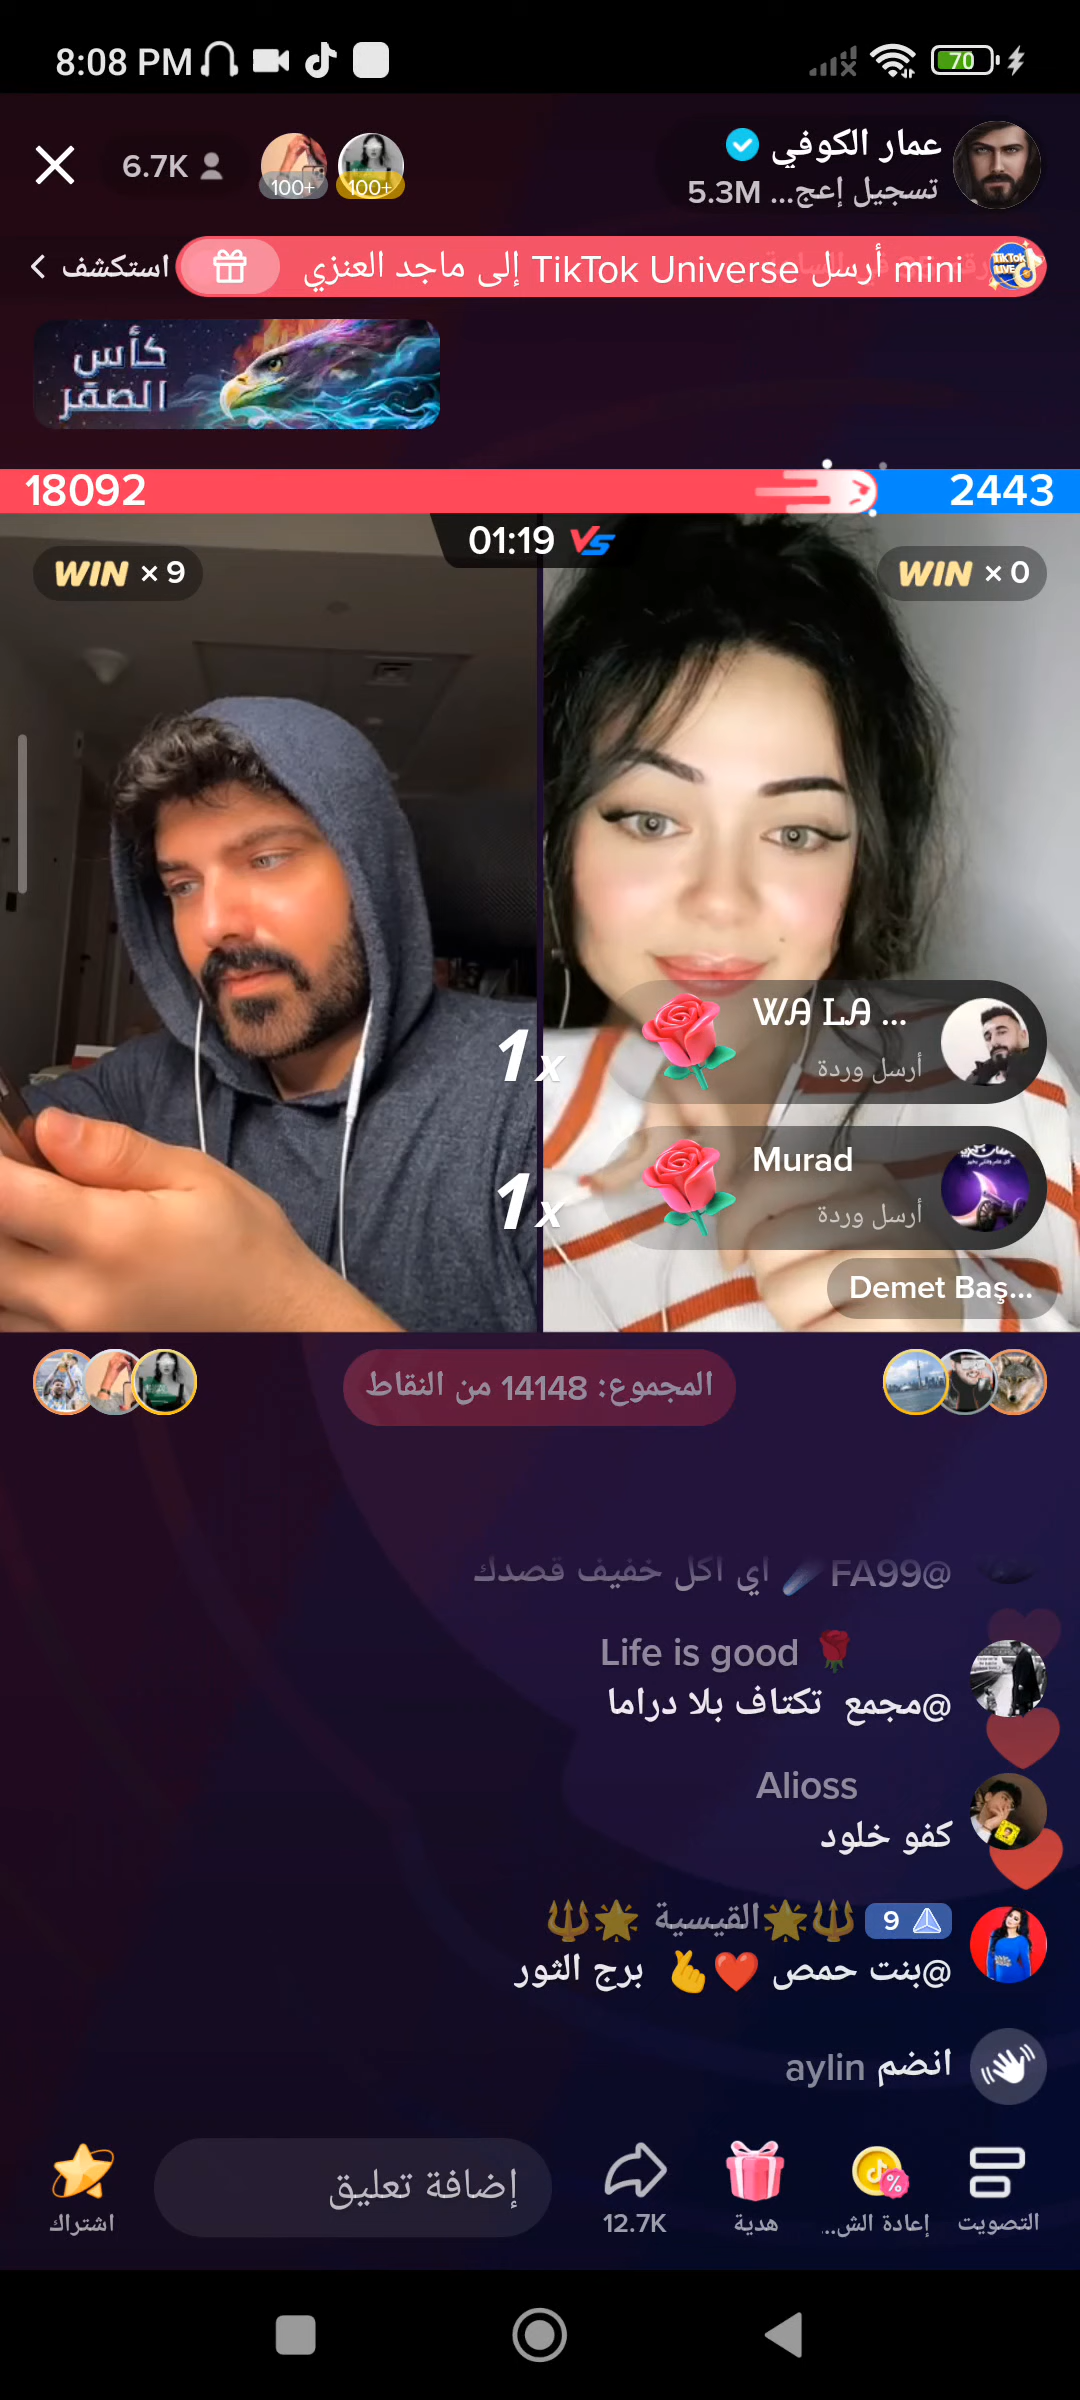 8:08 PM
70
6.7K
100+
100+
عمار الكوفي
تسجيل إعج... 5.3M
استكشف
mini أرسل TikTok Universe إلى ماجد العنزي
TikTok
LIVE
كأس
الصقر
18092
2443
01:19 VS
WIN × 9
WIN × 0
1x
WA LA ...
أرسل وردة
1x
Murad
أرسل وردة
Demet Baş...
المجموع: 14148 من النقاط
@FA99☄️ اي اكل خفيف قصدك
Life is good 🌹
@مجمع تكتاف بلا دراما
Alioss
كفو خلود
9 🔱🌟القيسية 🌟🔱
@بنت حمص ❤️🫰 برج الثور
انضم aylin
اشتراك
إضافة تعليق
12.7K
هدية
إعادة الش...
التصويت